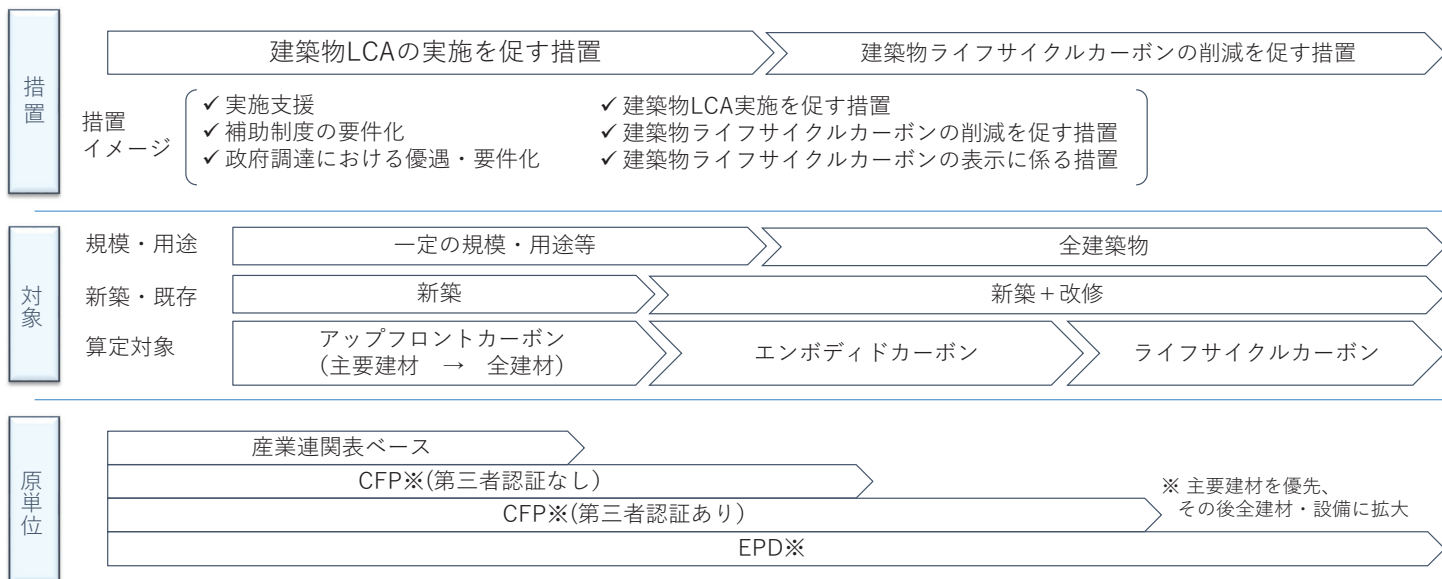 措置
建築物LCAの実施を促す措置
建築物ライフサイクルカーボンの削減を促す措置
措置
イメージ
✓ 実施支援
✓ 補助制度の要件化
✓ 政府調達における優遇・要件化
✓ 建築物LCA実施を促す措置
✓ 建築物ライフサイクルカーボンの削減を促す措置
✓ 建築物ライフサイクルカーボンの表示に係る措置
対象
規模・用途
一定の規模・用途等
全建築物
新築・既存
新築
新築＋改修
算定対象
アップフロントカーボン
(主要建材　→　全建材)
エンボディドカーボン
ライフサイクルカーボン
原単位
産業連関表ベース
CFP※(第三者認証なし)
CFP※(第三者認証あり)
EPD※
※ 主要建材を優先、
その後全建材・設備に拡大